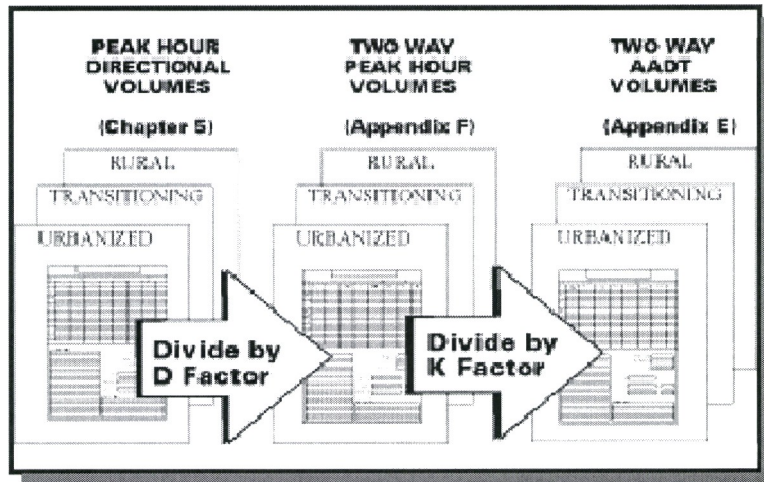 PEAK HOUR
DIRECTIONAL
VOLUMES
(Chapter 5)
RURAL
TRANSITIONING
URBANIZED
Divide by
D Factor
TWO WAY
PEAK HOUR
VOLUMES
(Appendix F)
RURAL
TRANSITIONING
URBANIZED
Divide by
K Factor
TWO WAY
AADT
VOLUMES
(Appendix E)
RURAL
TRANSITIONING
URBANIZED